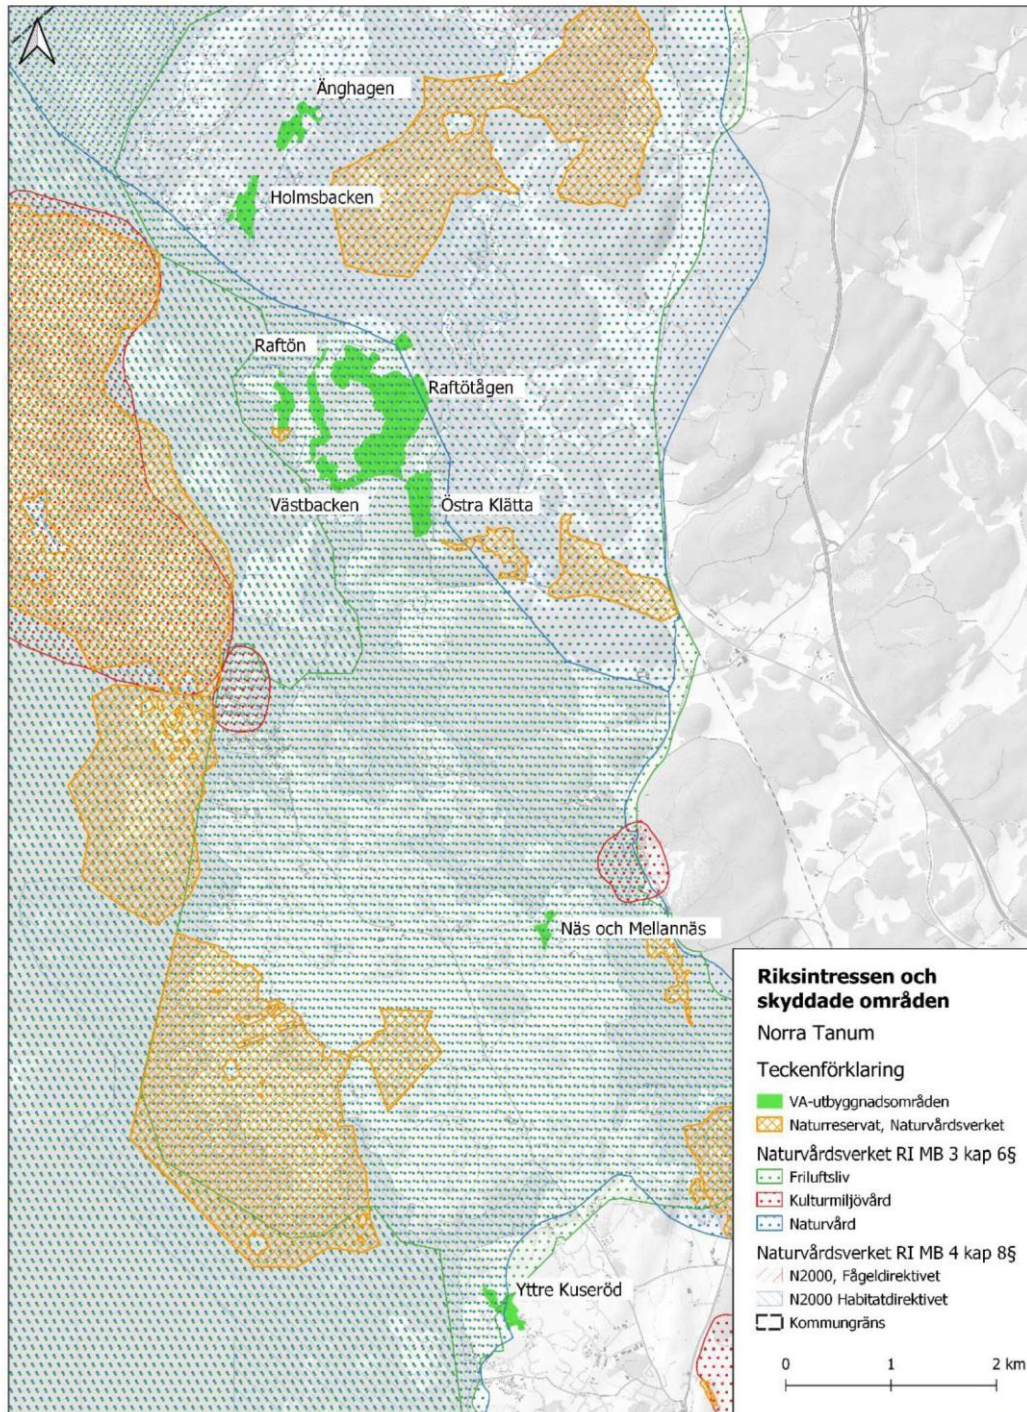 Änghagen
Holmsbacken
Raftön
Raftötågen
Västbacken
Östra Klätta
Näs och Mellannäs
Yttre Kuseröd
Riksintressen och
skyddade områden
Norra Tanum
Teckenförklaring
VA-utbyggnadsområden
Naturreservat, Naturvårdsverket
Naturvårdsverket RI MB 3 kap 6§
Friluftsliv
Kulturmiljövård
Naturvård
Naturvårdsverket RI MB 4 kap 8§
N2000, Fågeldirektivet
N2000 Habitatdirektivet
Kommungräns
0 1 2 km